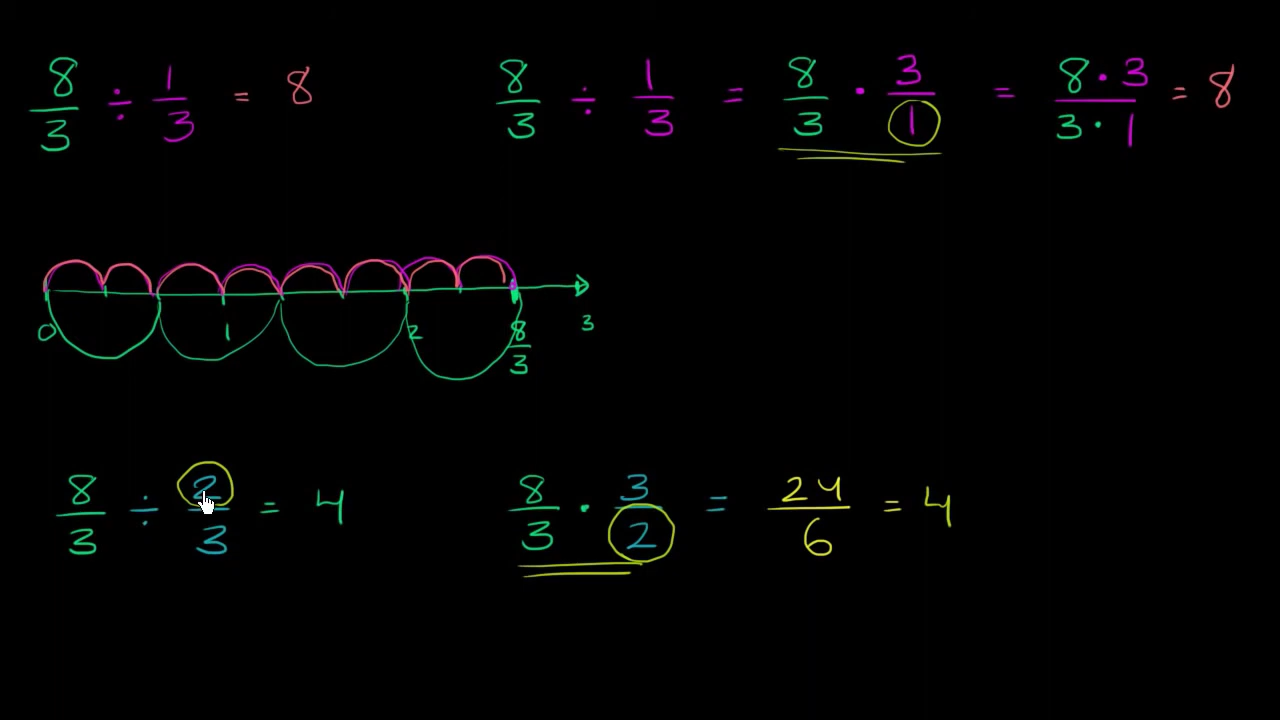 8/3 ÷ 1/3 = 8
8/3 ÷ 1/3 = 8/3 · 3/1 = 8·3/3·1 = 8
0 1 2 8/3 3
8/3 ÷ 2/3 = 4
8/3 · 3/2 = 24/6 = 4